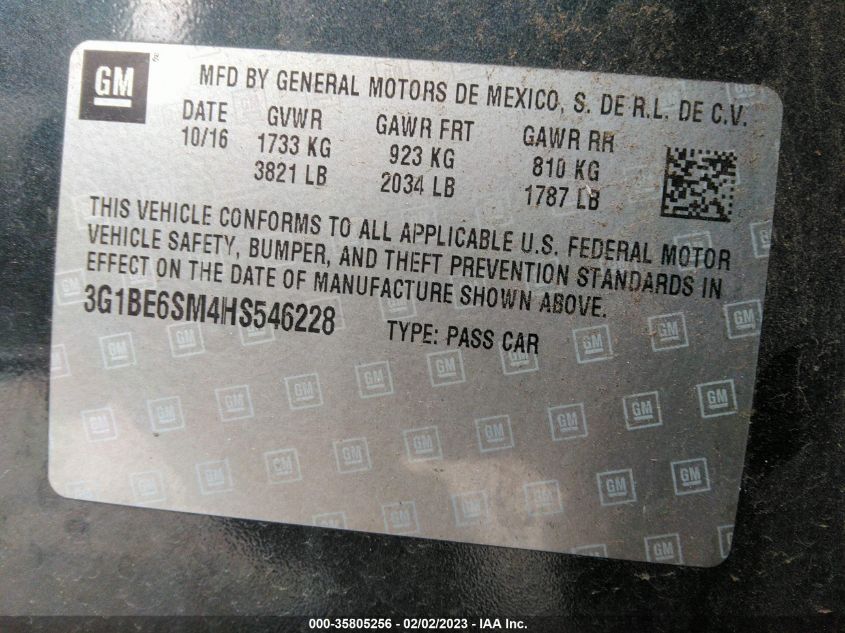 GM
MFD BY GENERAL MOTORS DE MEXICO, S. DE R.L. DE C.V.
DATE GVWR GAWR FRT GAWR RR
10/16 1733 KG 923 KG 810 KG
3821 LB 2034 LB 1787 LB
THIS VEHICLE CONFORMS TO ALL APPLICABLE U.S. FEDERAL MOTOR
VEHICLE SAFETY, BUMPER, AND THEFT PREVENTION STANDARDS IN
EFFECT ON THE DATE OF MANUFACTURE SHOWN ABOVE.
3G1BE6SM4HS546228 TYPE: PASS CAR
000-35805256 - 02/02/2023 - IAA Inc.